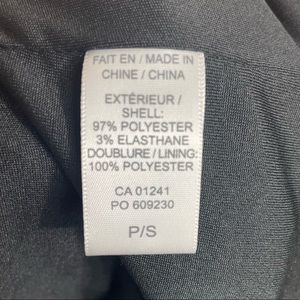 FAIT EN / MADE IN
CHINE / CHINA
EXTÉRIEUR /
SHELL:
97% POLYESTER
3% ELASTHANE
DOUBLURE / LINING:
100% POLYESTER
CA 01241
PO 609230
P/S